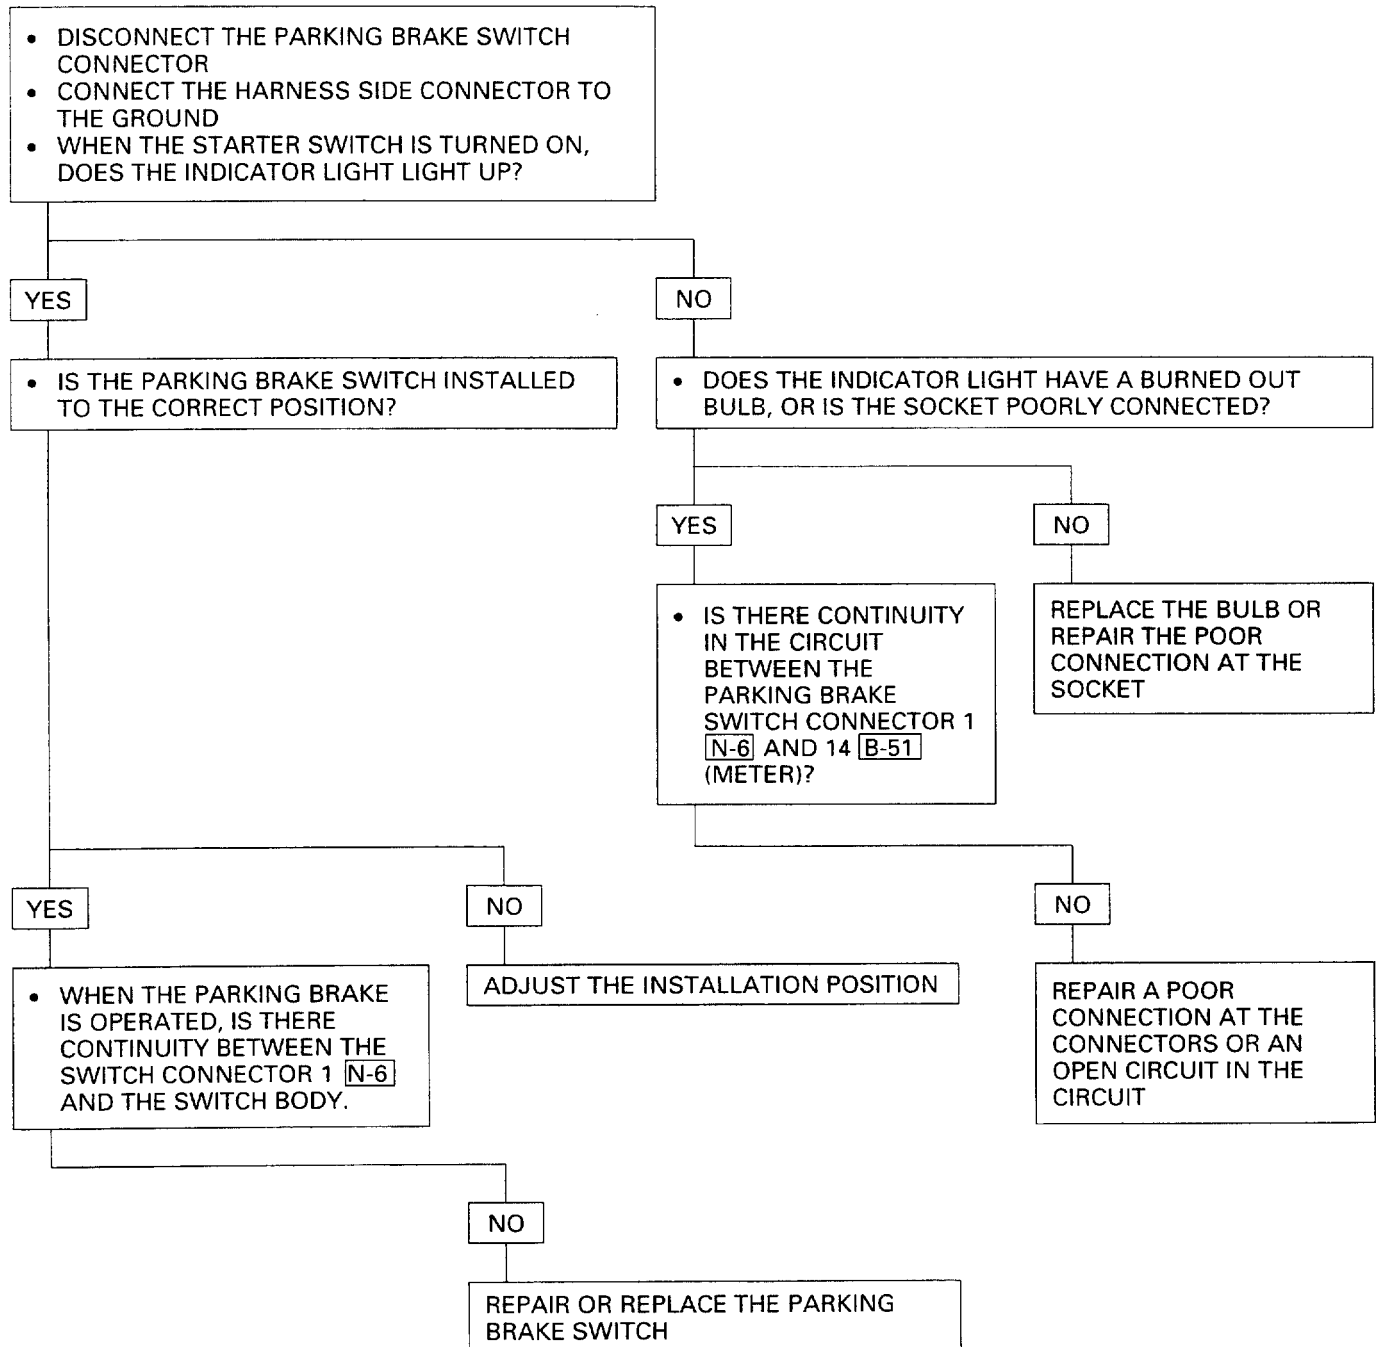 • DISCONNECT THE PARKING BRAKE SWITCH
CONNECTOR
• CONNECT THE HARNESS SIDE CONNECTOR TO
THE GROUND
• WHEN THE STARTER SWITCH IS TURNED ON,
DOES THE INDICATOR LIGHT LIGHT UP?
YES
NO
• IS THE PARKING BRAKE SWITCH INSTALLED
TO THE CORRECT POSITION?
• DOES THE INDICATOR LIGHT HAVE A BURNED OUT
BULB, OR IS THE SOCKET POORLY CONNECTED?
YES
NO
• IS THERE CONTINUITY
IN THE CIRCUIT
BETWEEN THE
PARKING BRAKE
SWITCH CONNECTOR 1
N-6 AND 14 B-51
(METER)?
REPLACE THE BULB OR
REPAIR THE POOR
CONNECTION AT THE
SOCKET
YES
NO
NO
• WHEN THE PARKING BRAKE
IS OPERATED, IS THERE
CONTINUITY BETWEEN THE
SWITCH CONNECTOR 1 N-6
AND THE SWITCH BODY.
ADJUST THE INSTALLATION POSITION
REPAIR A POOR
CONNECTION AT THE
CONNECTORS OR AN
OPEN CIRCUIT IN THE
CIRCUIT
NO
REPAIR OR REPLACE THE PARKING
BRAKE SWITCH